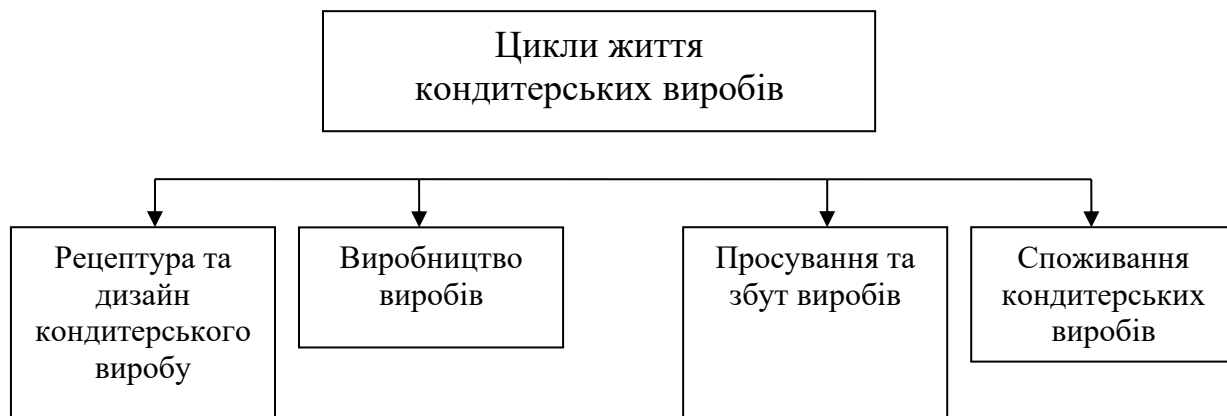 Цикли життя
кондитерських виробів
Рецептура та
дизайн
кондитерського
виробу
Виробництво
виробів
Просування та
збут виробів
Споживання
кондитерських
виробів